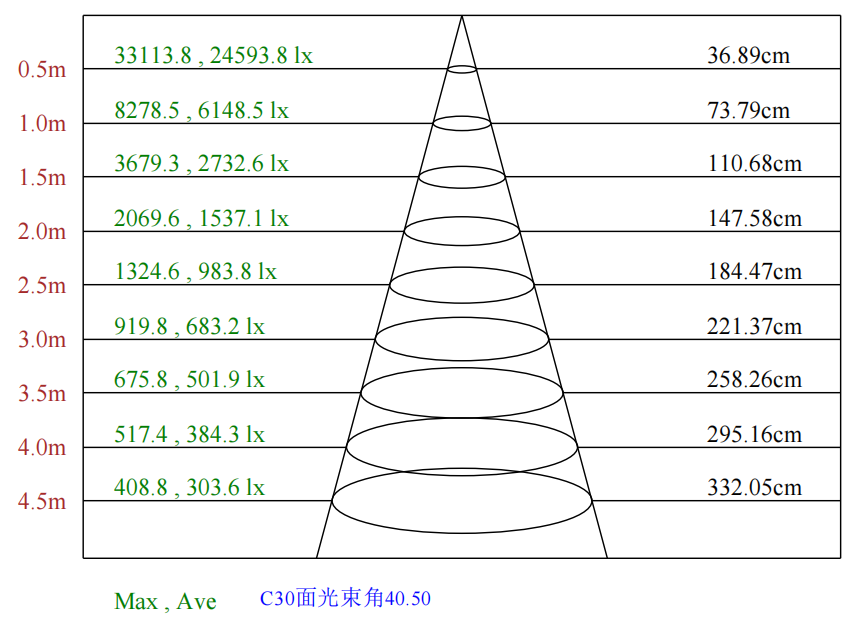 33113.8 , 24593.8 lx 36.89cm
0.5m
8278.5 , 6148.5 lx 73.79cm
1.0m
3679.3 , 2732.6 lx 110.68cm
1.5m
2069.6 , 1537.1 lx 147.58cm
2.0m
1324.6 , 983.8 lx 184.47cm
2.5m
919.8 , 683.2 lx 221.37cm
3.0m
675.8 , 501.9 lx 258.26cm
3.5m
517.4 , 384.3 lx 295.16cm
4.0m
408.8 , 303.6 lx 332.05cm
4.5m
Max , Ave C30面光束角40.50